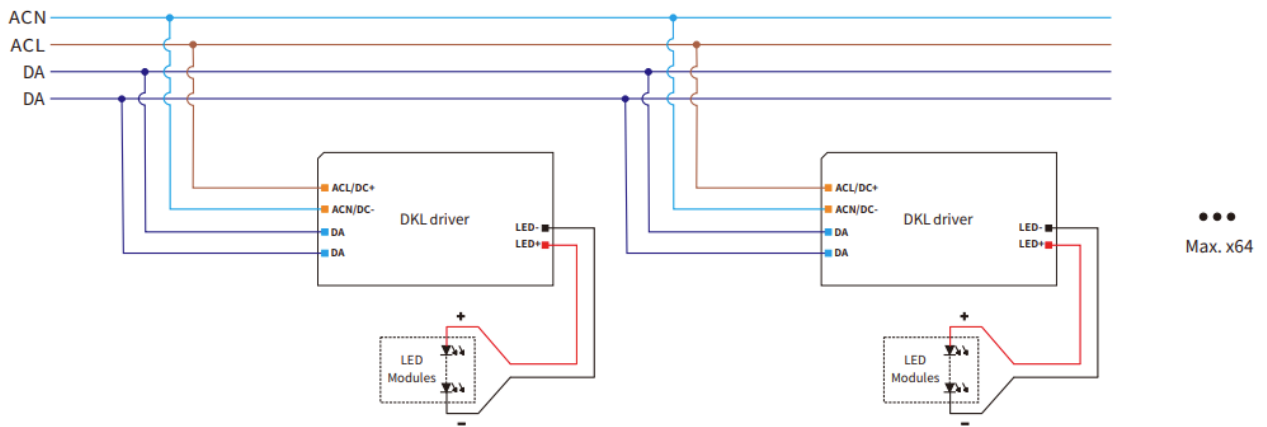 ACN
ACL
DA
DA
ACL/DC+
ACN/DC-
DA
DA
DKL driver
LED-
LED+
ACL/DC+
ACN/DC-
DA
DA
DKL driver
LED-
LED+
Max. x64
+
LED
Modules
-
+
LED
Modules
-